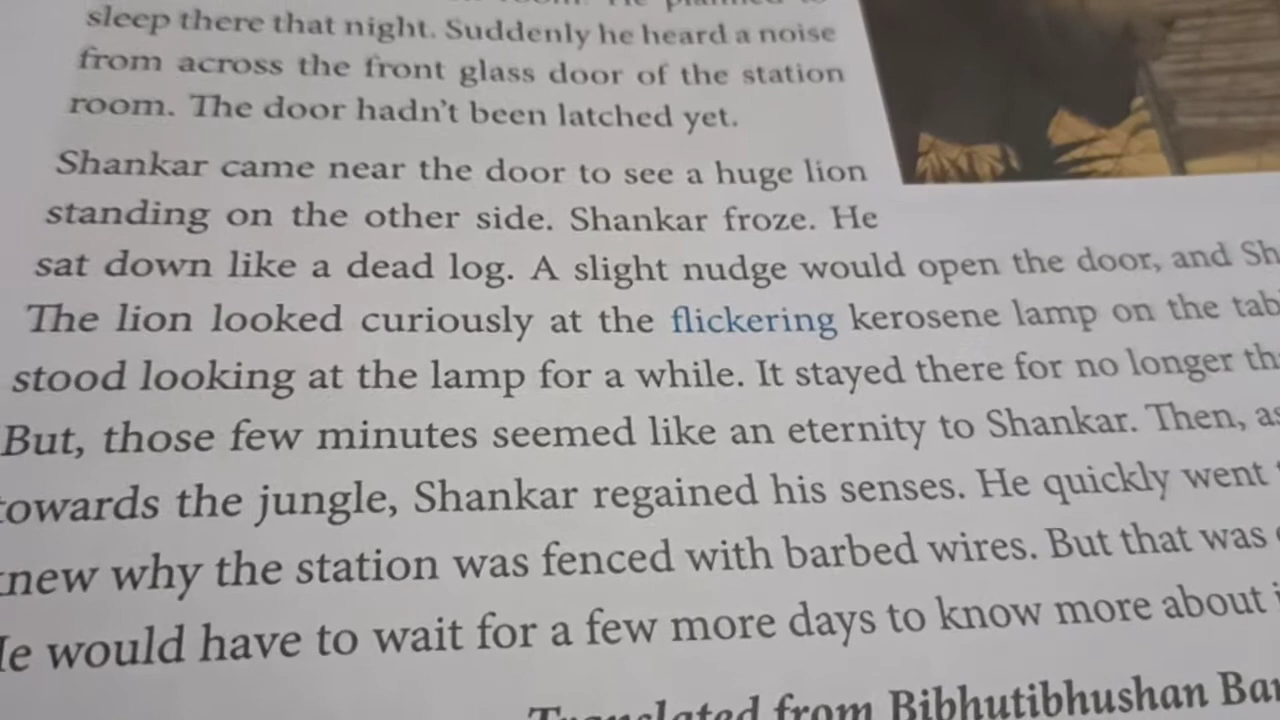 sleep there that night. Suddenly he heard a noise
from across the front glass door of the station
room. The door hadn't been latched yet.
Shankar came near the door to see a huge lion
standing on the other side. Shankar froze. He
sat down like a dead log. A slight nudge would open the door, and
The lion looked curiously at the flickering kerosene lamp on the
stood looking at the lamp for a while. It stayed there for no longer
But, those few minutes seemed like an eternity to Shankar. Then,
towards the jungle, Shankar regained his senses. He quickly went
knew why the station was fenced with barbed wires. But that was
He would have to wait for a few more days to know more about
Translated from Bibhutibhushan